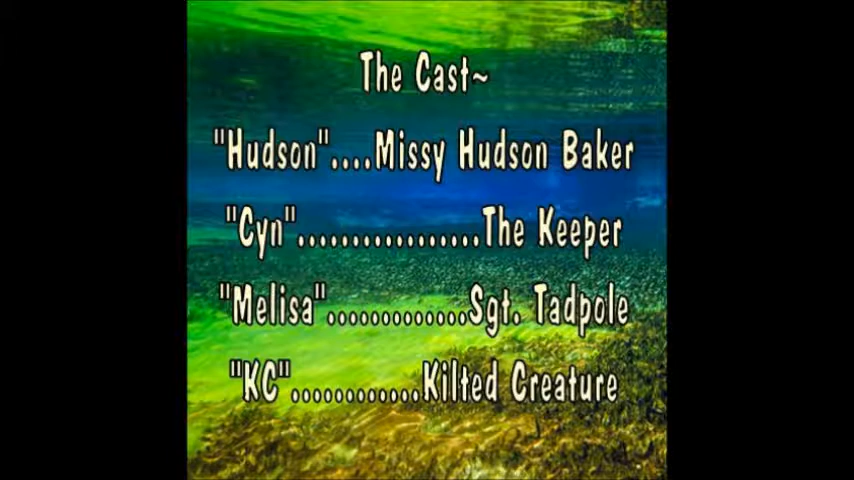 The Cast~
"Hudson"....Missy Hudson Baker
"Cyn".................The Keeper
"Melisa".............Sgt. Tadpole
"KC"............Kilted Creature